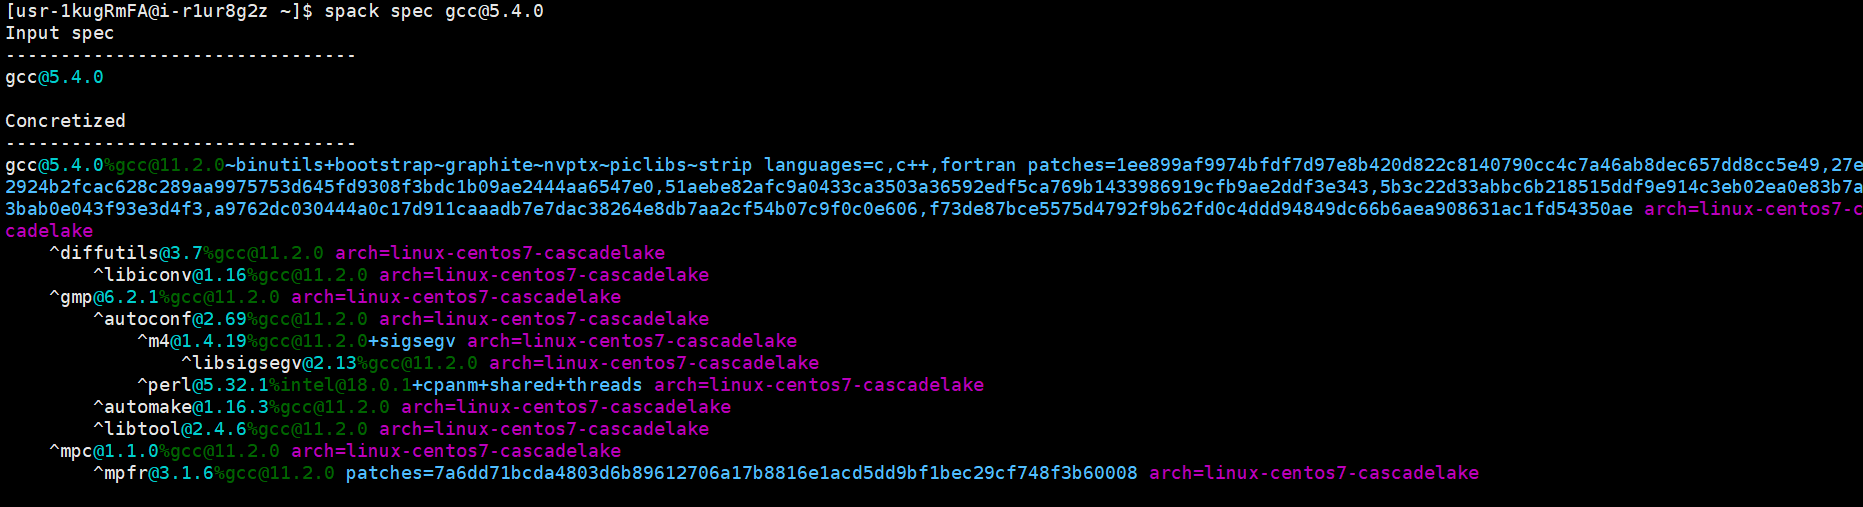 [usr-1kugRmFA@i-r1ur8g2z ~]$ spack spec gcc@5.4.0
Input spec
--------------------------------
gcc@5.4.0
Concretized
--------------------------------
gcc@5.4.0%gcc@11.2.0~binutils+bootstrap~graphite~nvptx~piclibs~strip languages=c,c++,fortran patches=1ee899af9974bfdf7d97e8b420d822c8140790cc4c7a46ab8dec657dd8cc5e49,27e
2924b2fcac628c289aa9975753d645fd9308f3bdc1b09ae2444aa6547e0,51aebe82afc9a0433ca3503a36592edf5ca769b1433986919cfb9ae2ddf3e343,5b3c22d33abbc6b218515ddf9e914c3eb02ea0e83b7a
3bab0e043f93e3d4f3,a9762dc030444a0c17d911caaadb7e7dac38264e8db7aa2cf54b07c9f0c0e606,f73de87bce5575d4792f9b62fd0c4ddd94849dc66b6aea908631ac1fd54350ae arch=linux-centos7-c
cadelake
^diffutils@3.7%gcc@11.2.0 arch=linux-centos7-cascadelake
^libiconv@1.16%gcc@11.2.0 arch=linux-centos7-cascadelake
^gmp@6.2.1%gcc@11.2.0 arch=linux-centos7-cascadelake
^autoconf@2.69%gcc@11.2.0 arch=linux-centos7-cascadelake
^m4@1.4.19%gcc@11.2.0+sigsegv arch=linux-centos7-cascadelake
^libsigsegv@2.13%gcc@11.2.0 arch=linux-centos7-cascadelake
^perl@5.32.1%intel@18.0.1+cpanm+shared+threads arch=linux-centos7-cascadelake
^automake@1.16.3%gcc@11.2.0 arch=linux-centos7-cascadelake
^libtool@2.4.6%gcc@11.2.0 arch=linux-centos7-cascadelake
^mpc@1.1.0%gcc@11.2.0 arch=linux-centos7-cascadelake
^mpfr@3.1.6%gcc@11.2.0 patches=7a6dd71bcda4803d6b89612706a17b8816e1acd5dd9bf1bec29cf748f3b60008 arch=linux-centos7-cascadelake